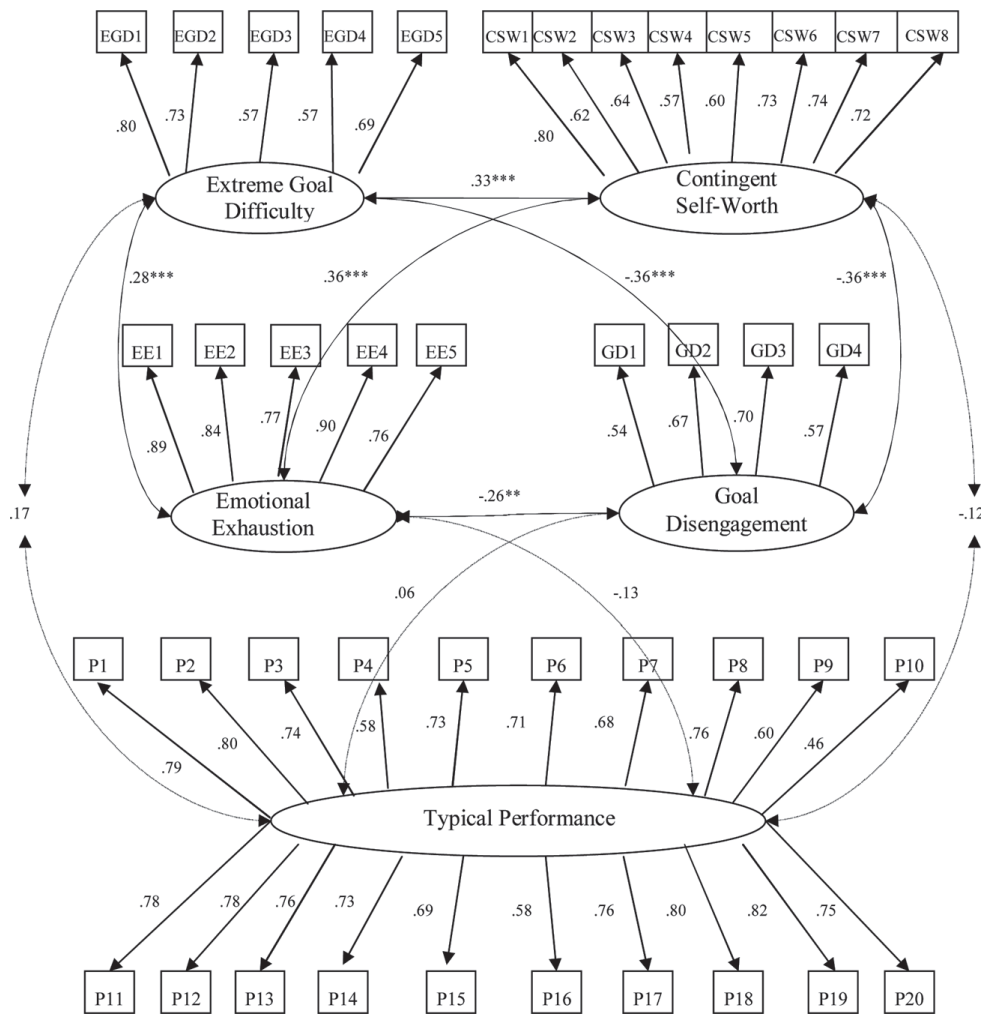 EGD1 EGD2 EGD3 EGD4 EGD5 CSW1 CSW2 CSW3 CSW4 CSW5 CSW6 CSW7 CSW8
.80 .73 .57 .57 .69 .80 .62 .64 .57 .60 .73 .74 .72
Extreme Goal
Difficulty
.33***
Contingent
Self-Worth
.28*** .36*** -.36*** -.36***
EE1 EE2 EE3 EE4 EE5 GD1 GD2 GD3 GD4
.89 .84 .77 .90 .76 .54 .67 .70 .57
Emotional
Exhaustion
-.26**
Goal
Disengagement
.17 -.12
.06 -.13
P1 P2 P3 P4 P5 P6 P7 P8 P9 P10
.79 .80 .74 .58 .73 .71 .68 .76 .60 .46
Typical Performance
.78 .78 .76 .73 .69 .58 .76 .80 .82 .75
P11 P12 P13 P14 P15 P16 P17 P18 P19 P20